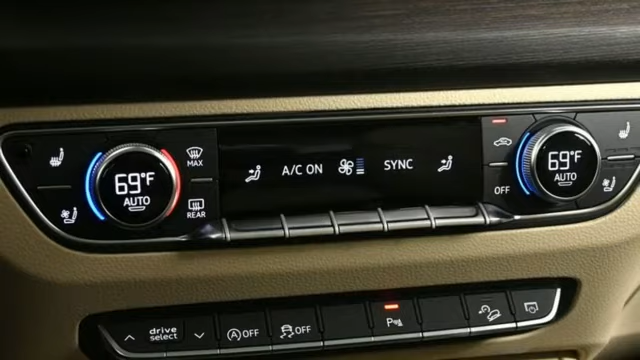 MAX
69°F
AUTO
REAR
A/C ON
SYNC
OFF
69°F
AUTO
drive
select
A OFF
OFF
P